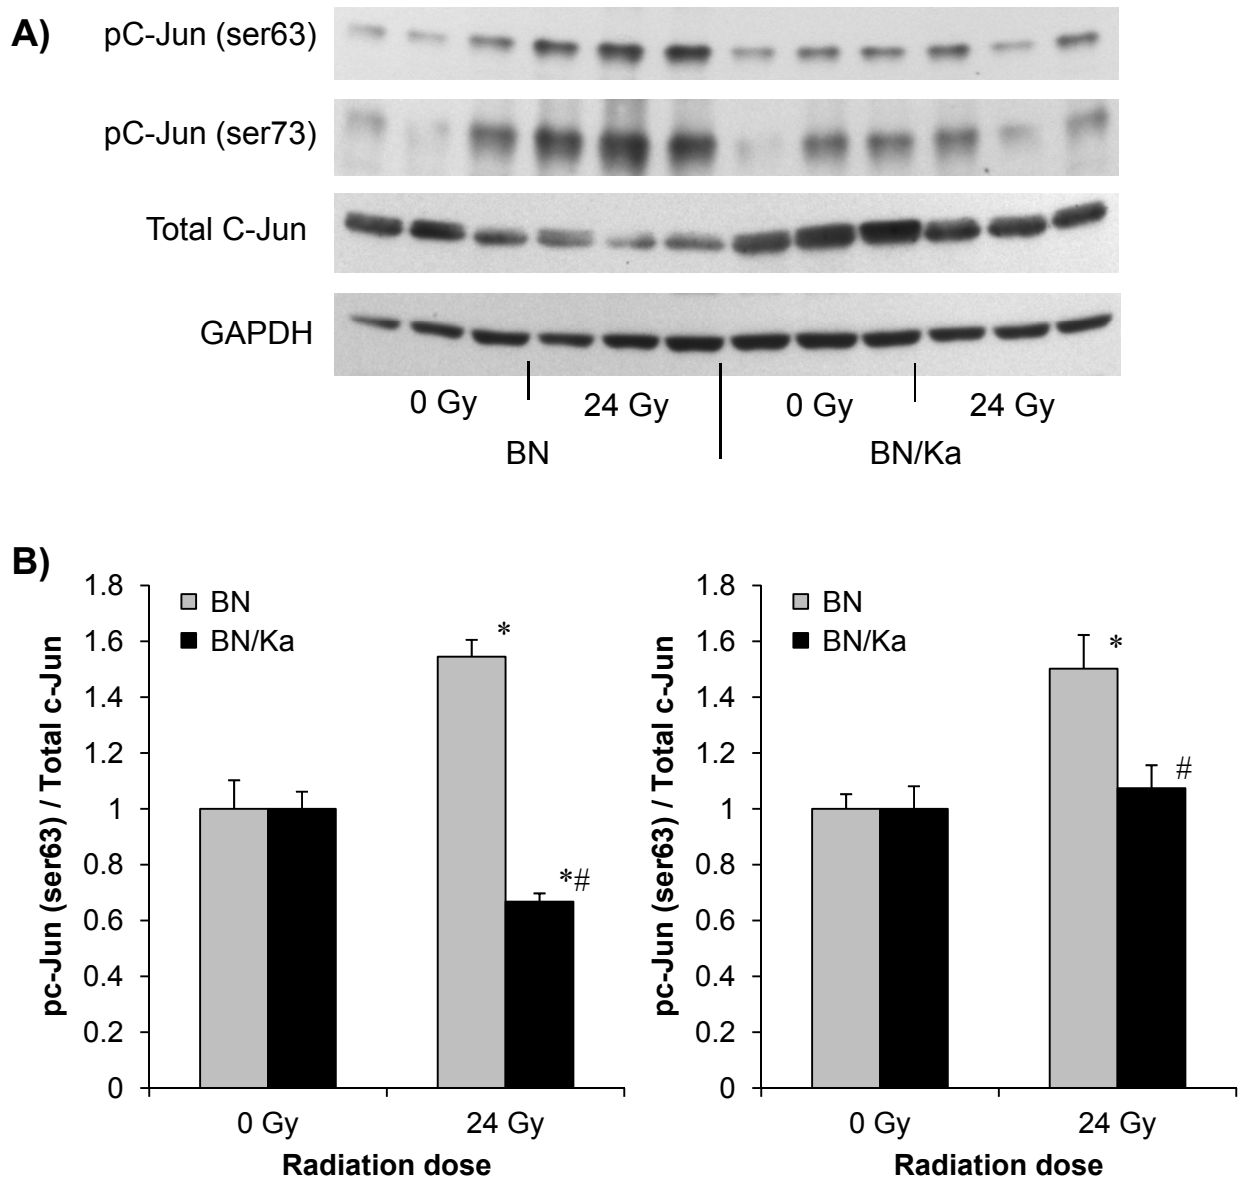 A)
pC-Jun (ser63)
pC-Jun (ser73)
Total C-Jun
GAPDH
0 Gy 24 Gy 0 Gy 24 Gy
BN BN/Ka
B)
pc-Jun (ser63) / Total c-Jun
1.8
1.6
1.4
1.2
1
0.8
0.6
0.4
0.2
0
BN
BN/Ka
*
*#
0 Gy 24 Gy
Radiation dose
pc-Jun (ser63) / Total c-Jun
1.8
1.6
1.4
1.2
1
0.8
0.6
0.4
0.2
0
BN
BN/Ka
*
#
0 Gy 24 Gy
Radiation dose